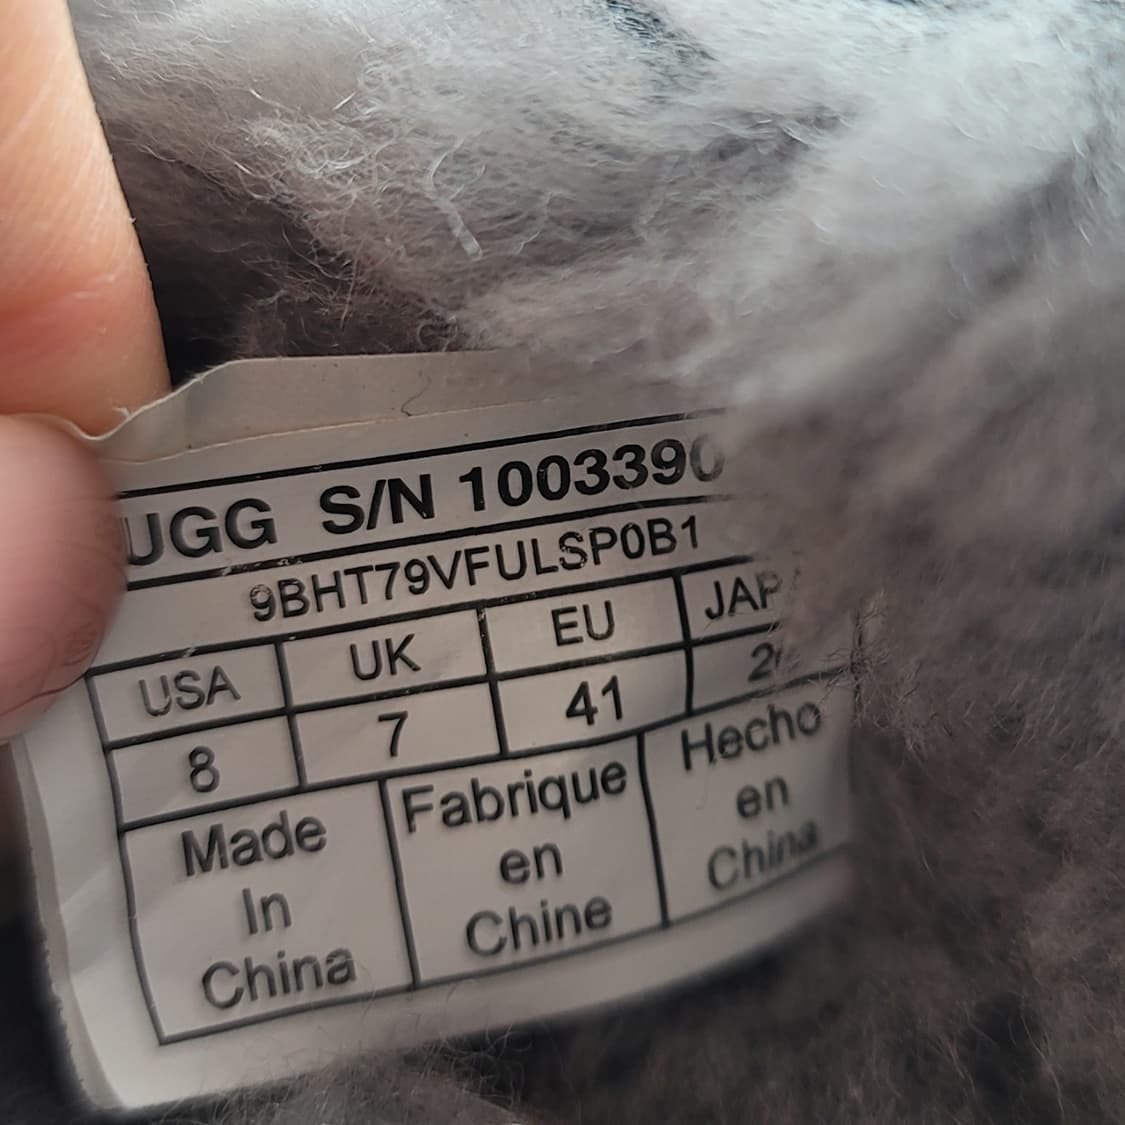 UGG S/N 1003390
9BHT79VFULSP0B1
USA UK EU
8 7 41
Made In China
Fabrique en Chine
Hecho en China